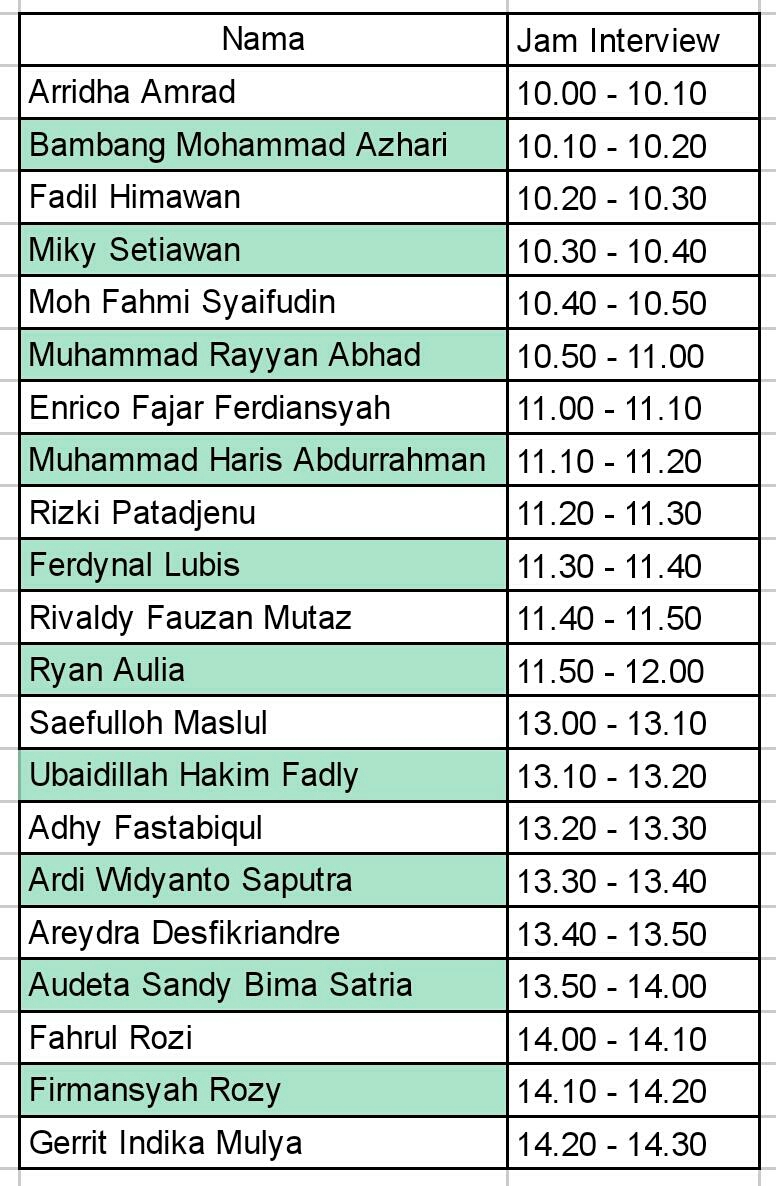 Nama Jam Interview
Arridha Amrad 10.00 - 10.10
Bambang Mohammad Azhari 10.10 - 10.20
Fadil Himawan 10.20 - 10.30
Miky Setiawan 10.30 - 10.40
Moh Fahmi Syaifudin 10.40 - 10.50
Muhammad Rayyan Abhad 10.50 - 11.00
Enrico Fajar Ferdiansyah 11.00 - 11.10
Muhammad Haris Abdurrahman 11.10 - 11.20
Rizki Patadjenu 11.20 - 11.30
Ferdynal Lubis 11.30 - 11.40
Rivaldy Fauzan Mutaz 11.40 - 11.50
Ryan Aulia 11.50 - 12.00
Saefulloh Maslul 13.00 - 13.10
Ubaidillah Hakim Fadly 13.10 - 13.20
Adhy Fastabiqul 13.20 - 13.30
Ardi Widyanto Saputra 13.30 - 13.40
Areydra Desfikriandre 13.40 - 13.50
Audeta Sandy Bima Satria 13.50 - 14.00
Fahrul Rozi 14.00 - 14.10
Firmansyah Rozy 14.10 - 14.20
Gerrit Indika Mulya 14.20 - 14.30